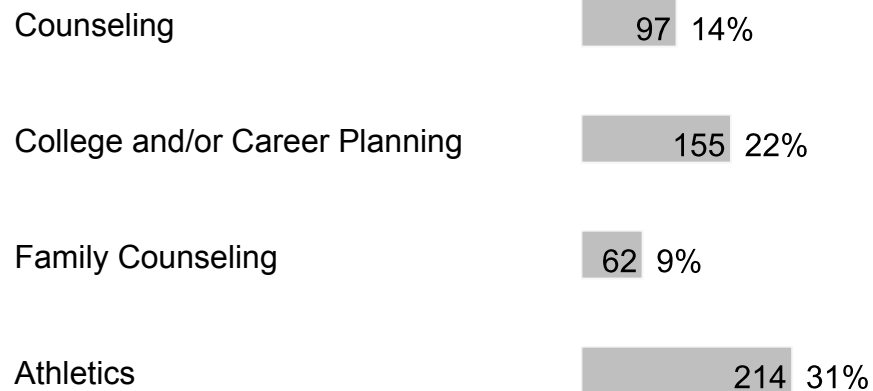 Counseling 97 14%
College and/or Career Planning 155 22%
Family Counseling 62 9%
Athletics 214 31%